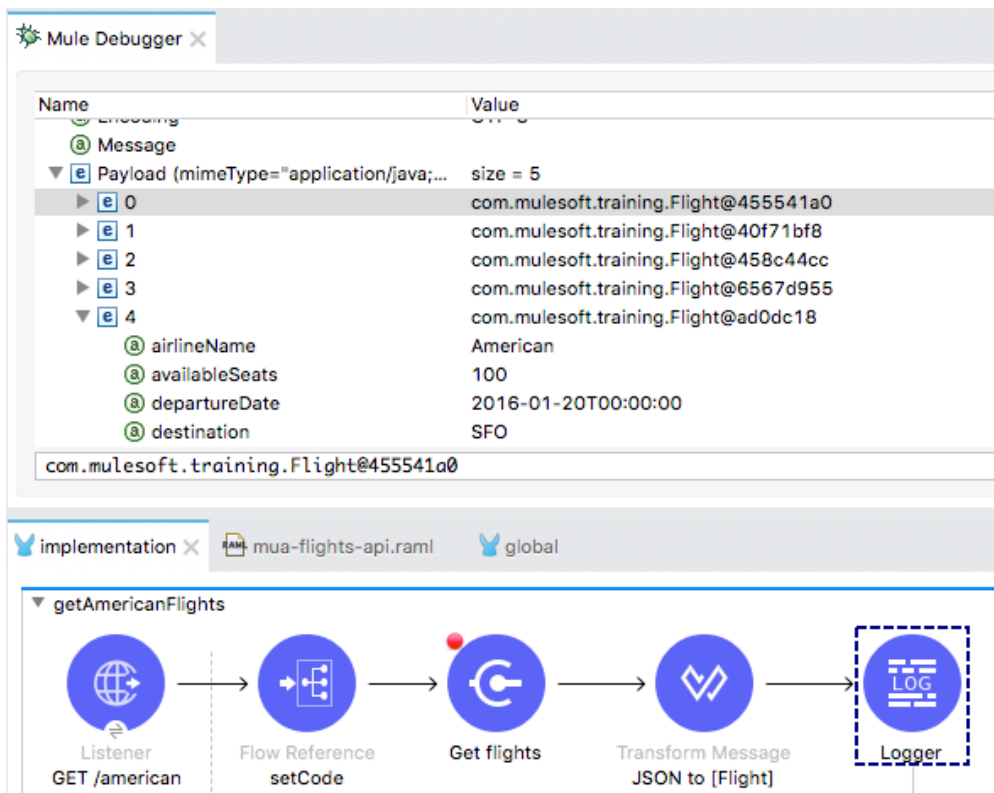 Mule Debugger
Name Value
Message
Payload (mimeType="application/java;... size = 5
0 com.mulesoft.training.Flight@455541a0
1 com.mulesoft.training.Flight@40f71bf8
2 com.mulesoft.training.Flight@458c44cc
3 com.mulesoft.training.Flight@6567d955
4 com.mulesoft.training.Flight@ad0dc18
airlineName American
availableSeats 100
departureDate 2016-01-20T00:00:00
destination SFO
com.mulesoft.training.Flight@455541a0
implementation mua-flights-api.raml global
getAmericanFlights
LOG
Listener Flow Reference Get flights Transform Message Logger
GET /american setCode JSON to [Flight]